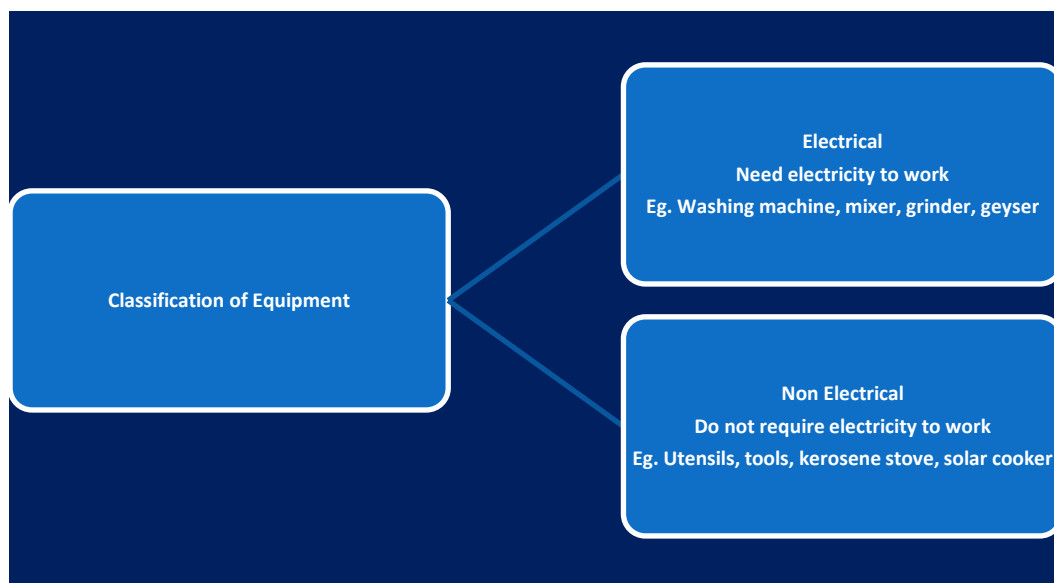 Classification of Equipment
Electrical
Need electricity to work
Eg. Washing machine, mixer, grinder, geyser
Non Electrical
Do not require electricity to work
Eg. Utensils, tools, kerosene stove, solar cooker